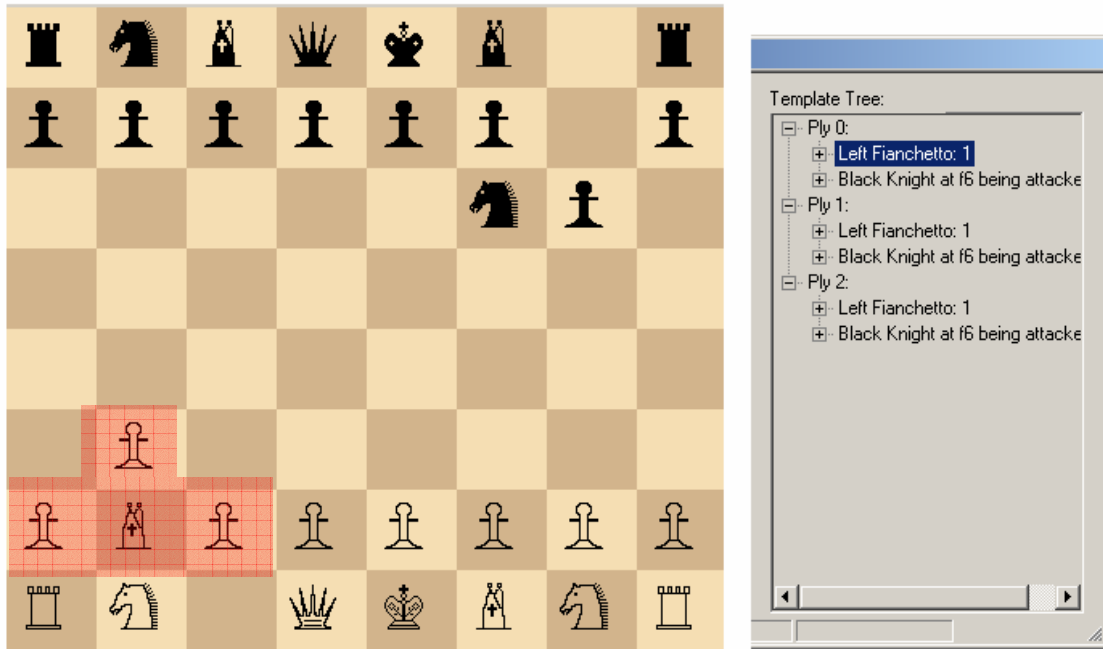 Template Tree:
Ply 0:
Left Fianchetto: 1
Black Knight at f6 being attacke
Ply 1:
Left Fianchetto: 1
Black Knight at f6 being attacke
Ply 2:
Left Fianchetto: 1
Black Knight at f6 being attacke